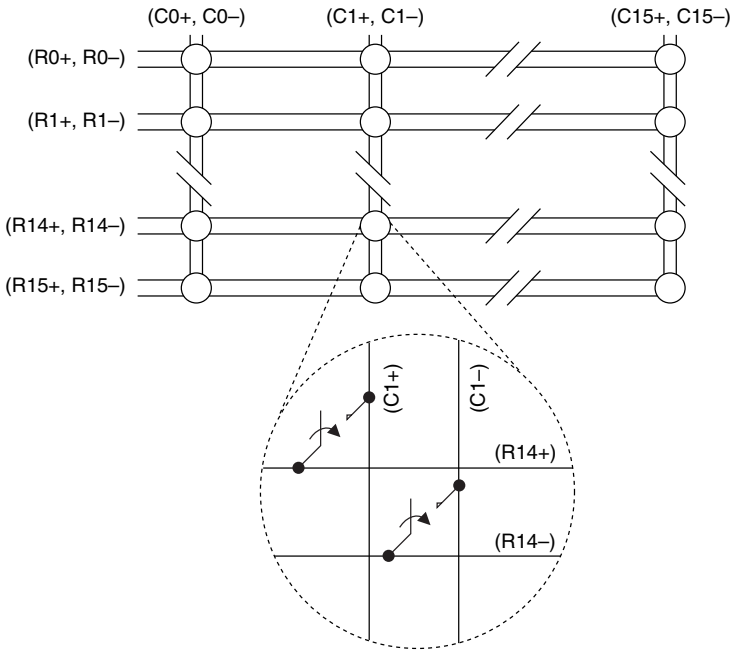 (C0+, C0–) (C1+, C1–) (C15+, C15–)
(R0+, R0–)
(R1+, R1–)
(R14+, R14–)
(R15+, R15–)
(C1+)
(C1–)
(R14+)
(R14–)